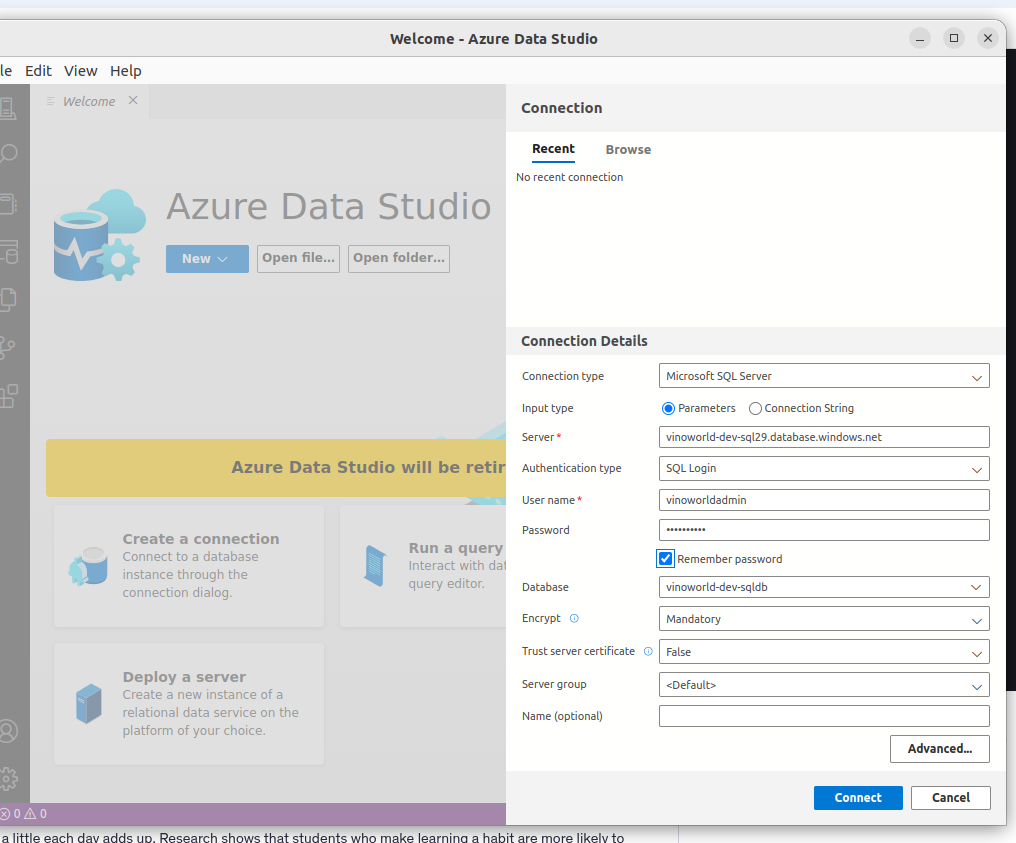 Welcome - Azure Data Studio
le Edit View Help
Welcome
Azure Data Studio
New
Open file...
Open folder...
Azure Data Studio will be retir
Create a connection
Connect to a database
instance through the
connection dialog.
Run a query
Interact with dat
query editor.
Deploy a server
Create a new instance of a
relational data service on the
platform of your choice.
0 0
Connection
Recent Browse
No recent connection
Connection Details
Connection type Microsoft SQL Server
Input type Parameters Connection String
Server* vinoworld-dev-sql29.database.windows.net
Authentication type SQL Login
User name* vinoworldadmin
Password ••••••••••
Remember password
Database vinoworld-dev-sqldb
Encrypt Mandatory
Trust server certificate False
Server group <Default>
Name (optional)
Advanced...
Connect Cancel
a little each day adds up. Research shows that students who make learning a habit are more likely to